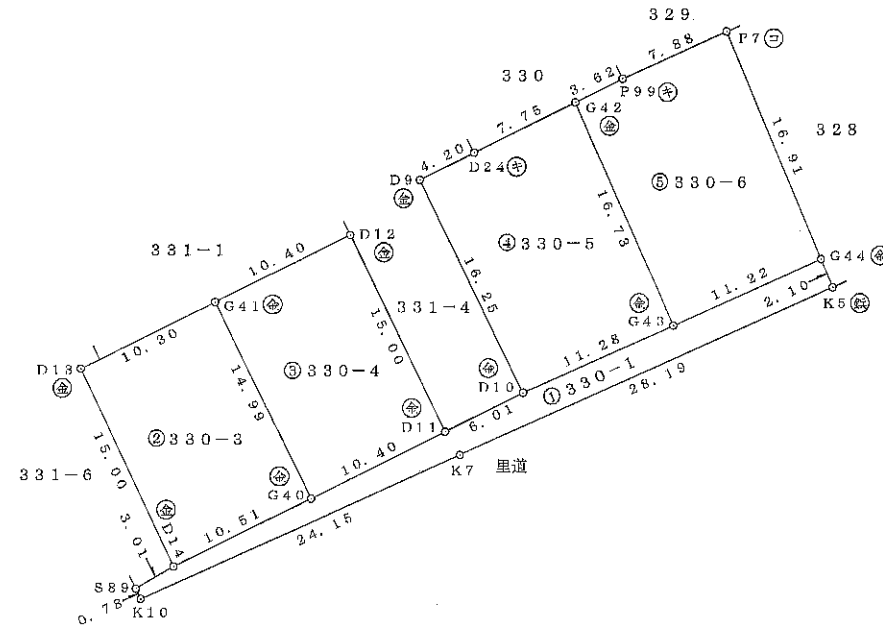 329
P7㋙
7.88
3.62
P99㋖
330
G42
㊎
7.75
328
4.20
D24㋖
16.91
D9
㊎
⑤330-6
D12
㊎
16.73
331-1
10.40
④330-5
G44㊎
16.25
11.22
2.10
K5
331-4
G41㊎
㊎
G43
10.30
15.00
11.28
D13
㊎
③330-4
㊎
D10
①330-1
28.19
14.99
㊎
D11
6.01
②330-3
K7
里道
331-6
15.00
㊎
G40
10.40
㊎
D14
10.51
24.15
3.01
S89
0.78
K10